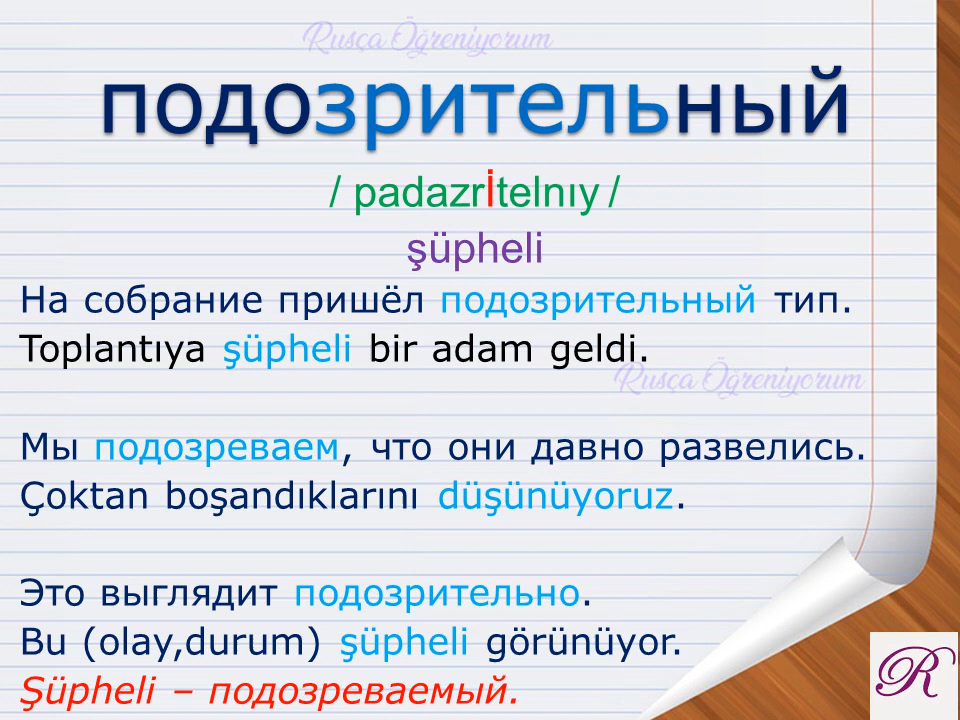 Rusça Öğreniyorum
подозрительный
/ padazrİtelnıy /
şüpheli
На собрание пришёл подозрительный тип.
Toplantıya şüpheli bir adam geldi.
Rusça Öğreniyorum
Мы подозреваем, что они давно развелись.
Çoktan boşandıklarını düşünüyoruz.
Это выглядит подозрительно.
Bu (olay,durum) şüpheli görünüyor.
Şüpheli – подозреваемый.
R